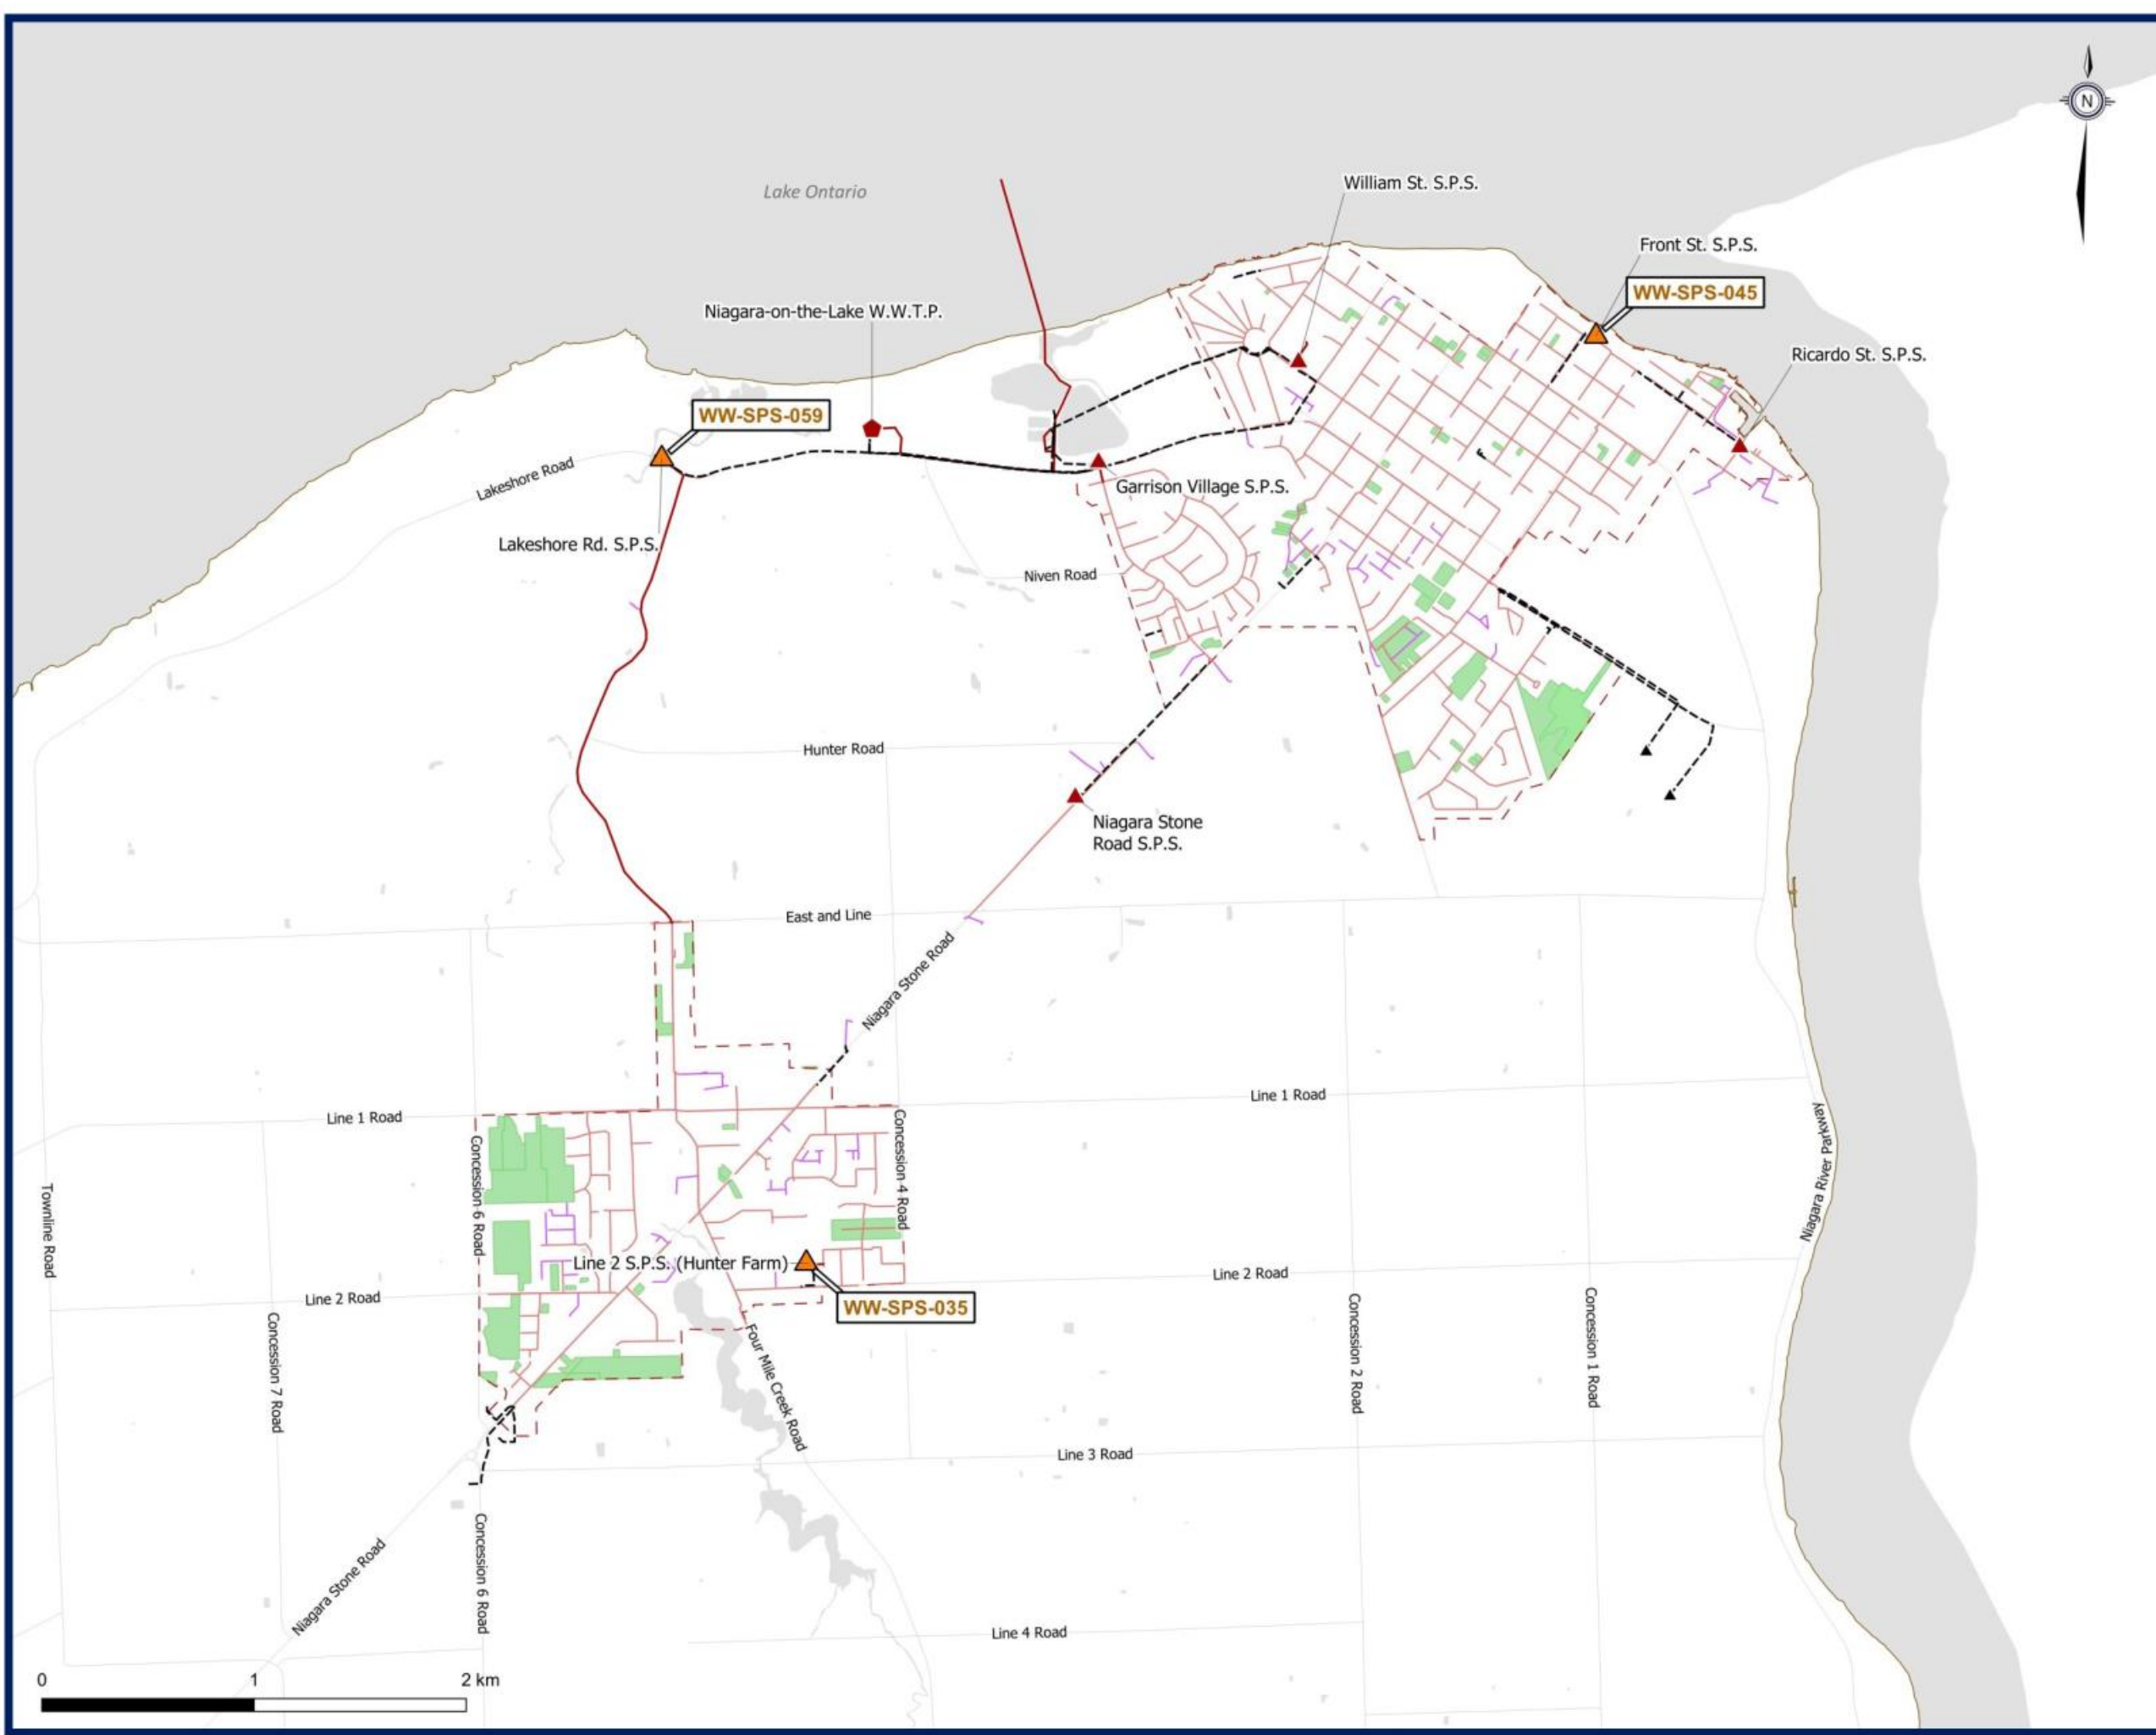 N
William St. S.P.S.
Lake Ontario
Front St. S.P.S.
WW-SPS-045
Niagara-on-the-Lake W.W.T.P.
Ricardo St. S.P.S.
WW-SPS-059
Lakeshore Road
Garrison Village S.P.S.
Lakeshore Rd. S.P.S.
Niven Road
Hunter Road
Niagara Stone
Road S.P.S.
East and Line
Niagara Stone Road
Line 1 Road
Line 1 Road
Concession 6 Road
Concession 4 Road
Niagara River Parkway
Townline Road
Line 2 S.P.S. (Hunter Farm)
Line 2 Road
Line 2 Road
WW-SPS-035
Concession 7 Road
Four Mile Creek Road
Concession 2 Road
Concession 1 Road
Line 3 Road
Niagara Stone Road
Concession 6 Road
Line 4 Road
0 1 2 km